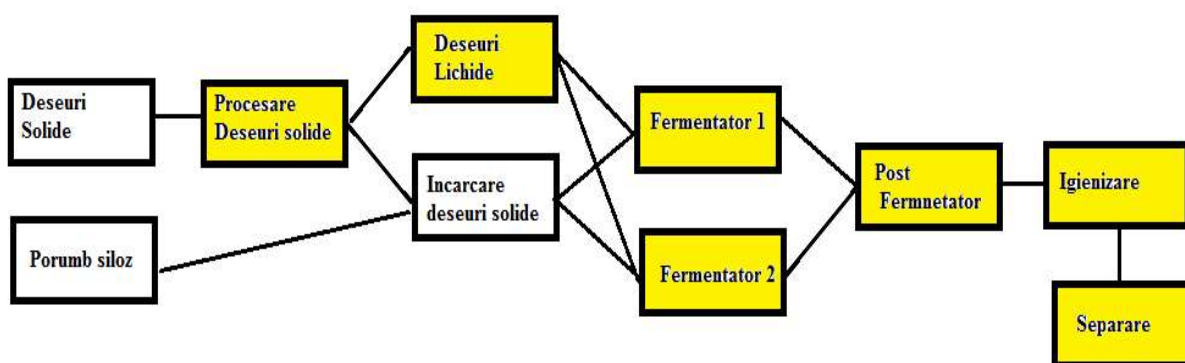 Deseuri
Solide
Procesare
Deseuri solide
Porumb siloz
Deseuri
Lichide
Incarcare
deseuri solide
Fermentator 1
Fermentator 2
Post
Fermnetator
Igienizare
Separare